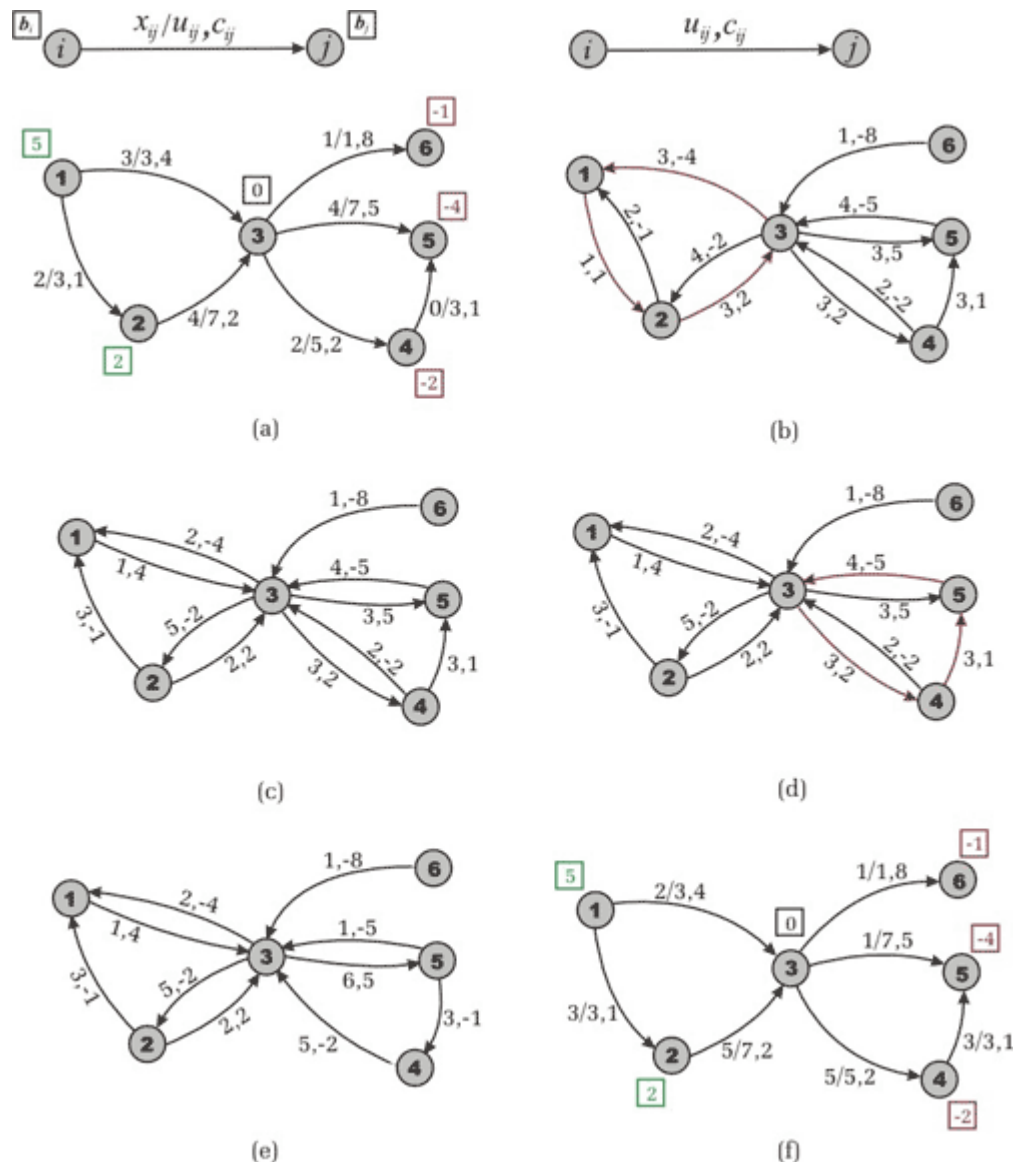 b_i i x_ij/u_ij,c_ij j b_j
i u_ij,c_ij j
-1
5 1/1,8 6
1 3/3,4 0 -4
3 4/7,5 5
2/3,1 4/7,2 2/5,2 0/3,1
2 4
2 -2
(a)
1,-8 6
1 3,-4
2,-1 3 4,-5 5
1,1 4,-2 3,5
2 3,2 2,-2 3,1
3,2 4
(b)
1,-8 6
1 2,-4
1,4 3 4,-5 5
3,-1 5,-2 3,5
2 2,2 2,-2 3,1
3,2 4
(c)
1,-8 6
1 2,-4
1,4 3 4,-5 5
3,-1 5,-2 3,5
2 2,2 2,-2 3,1
3,2 4
(d)
1,-8 6
1 2,-4
1,4 3 1,-5 5
3,-1 5,-2 6,5
2 2,2 5,-2 3,-1
4
(e)
-1
5 1/1,8 6
1 2/3,4 0 -4
3 1/7,5 5
3/3,1 5/7,2 5/5,2 3/3,1
2 4
2 -2
(f)